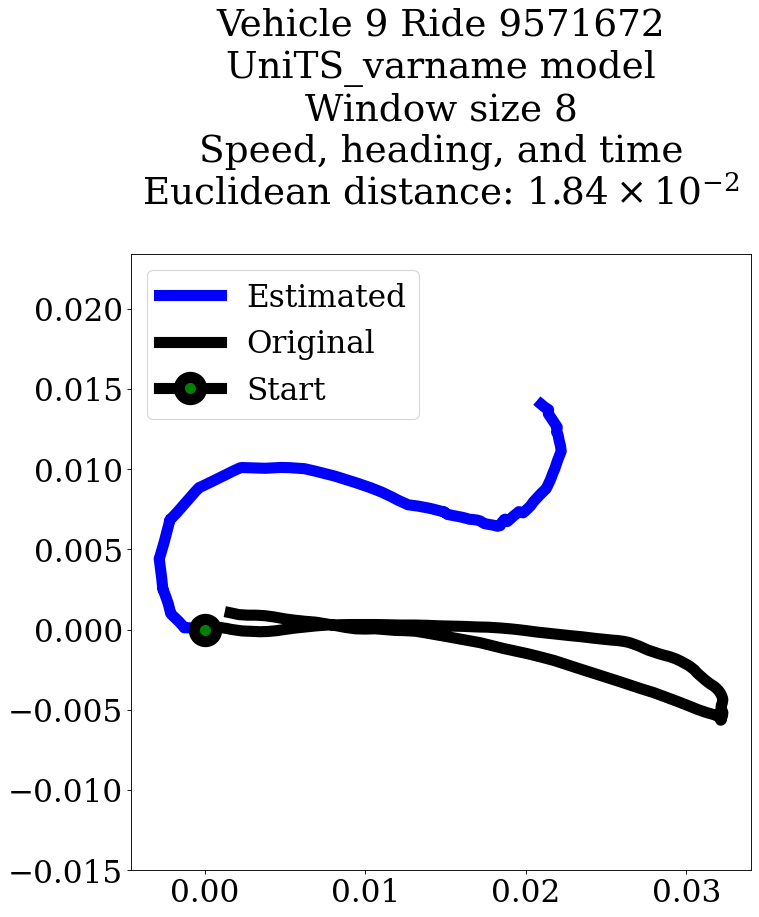 Vehicle 9 Ride 9571672
UniTS_varname model
Window size 8
Speed, heading, and time
Euclidean distance: 1.84 × 10⁻²
Estimated
Original
Start
0.020
0.015
0.010
0.005
0.000
−0.005
−0.010
−0.015
0.00 0.01 0.02 0.03